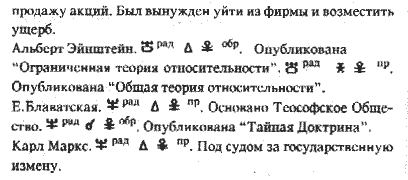 продажу акций. Был вынужден уйти из фирмы и возместить
ущерб.
Альберт Эйнштейн. рад △ обр. Опубликована
“Ограниченная теория относительности”. рад ⚹ пр.
Опубликована “Общая теория относительности”.
Е.Блаватская. ♅ рад △ пр. Основано Теософское Обще-
ство. ♅ рад ☌ обр. Опубликована “Тайная Доктрина”.
Карл Маркс. ♅ рад △ пр. Под судом за государственную
измену.